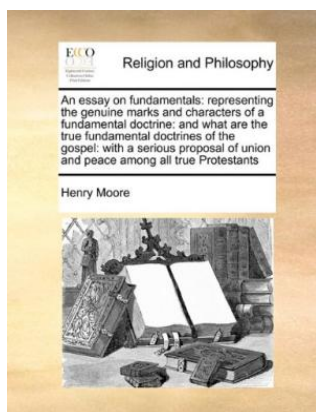 ECCO
Religion and Philosophy
An essay on fundamentals: representing
the genuine marks and characters of a
fundamental doctrine: and what are the
true fundamental doctrines of the
gospel: with a serious proposal of union
and peace among all true Protestants
Henry Moore